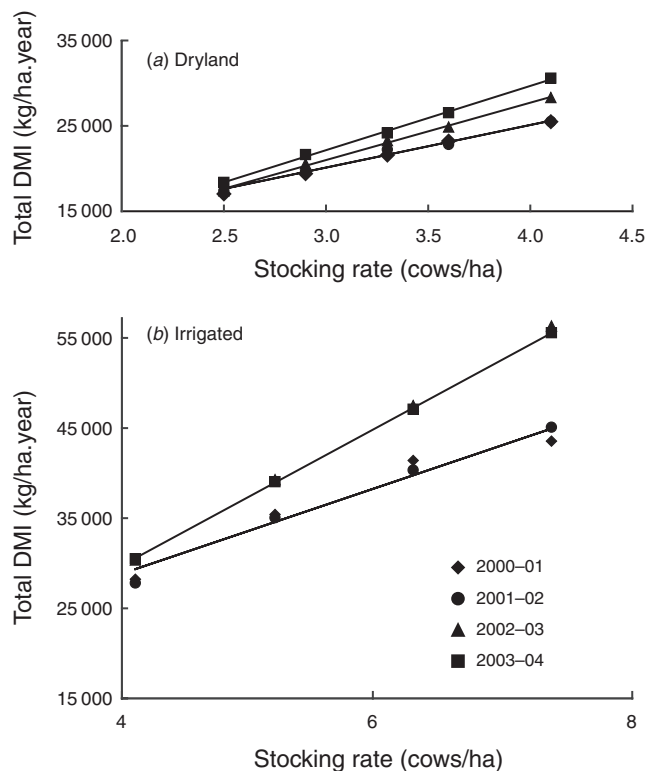 35 000
(a) Dryland
25 000
15 000
Total DMI (kg/ha.year)
2.0 2.5 3.0 3.5 4.0 4.5
Stocking rate (cows/ha)
55 000
(b) Irrigated
45 000
35 000
25 000
15 000
Total DMI (kg/ha.year)
2000–01
2001–02
2002–03
2003–04
4 6 8
Stocking rate (cows/ha)